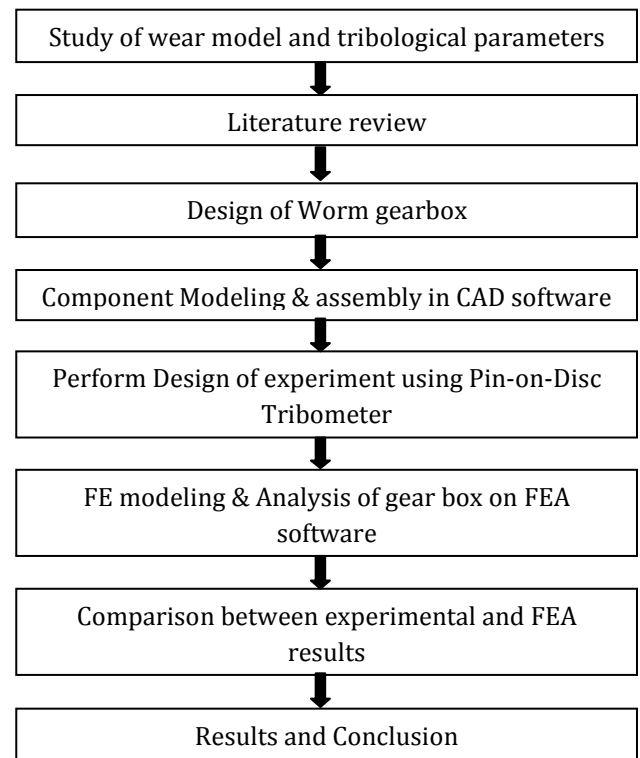 Study of wear model and tribological parameters
Literature review
Design of Worm gearbox
Component Modeling & assembly in CAD software
Perform Design of experiment using Pin-on-Disc
Tribometer
FE modeling & Analysis of gear box on FEA
software
Comparison between experimental and FEA
results
Results and Conclusion